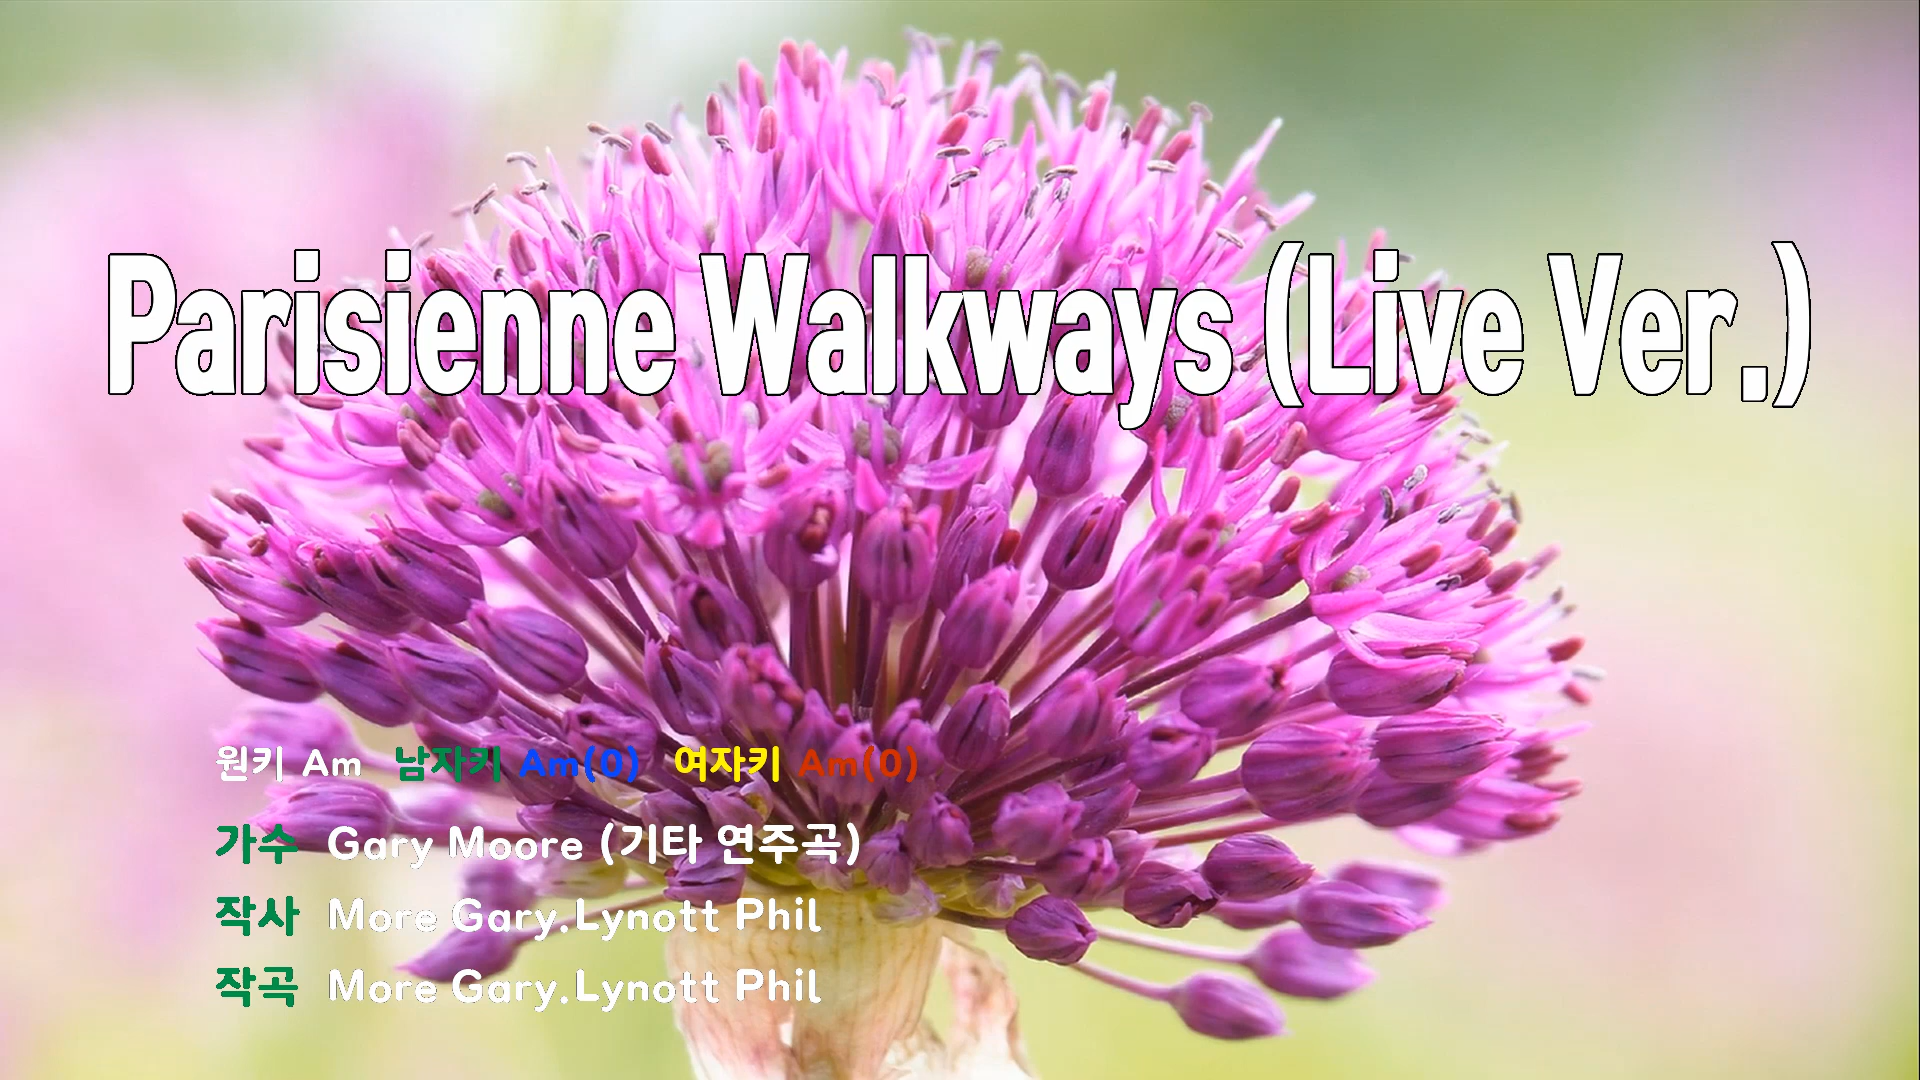 Parisienne Walkways (Live Ver.)
원키 Am 남자키 Am(0) 여자키 Am(0)
가수 Gary Moore (기타 연주곡)
작사 More Gary.Lynott Phil
작곡 More Gary.Lynott Phil